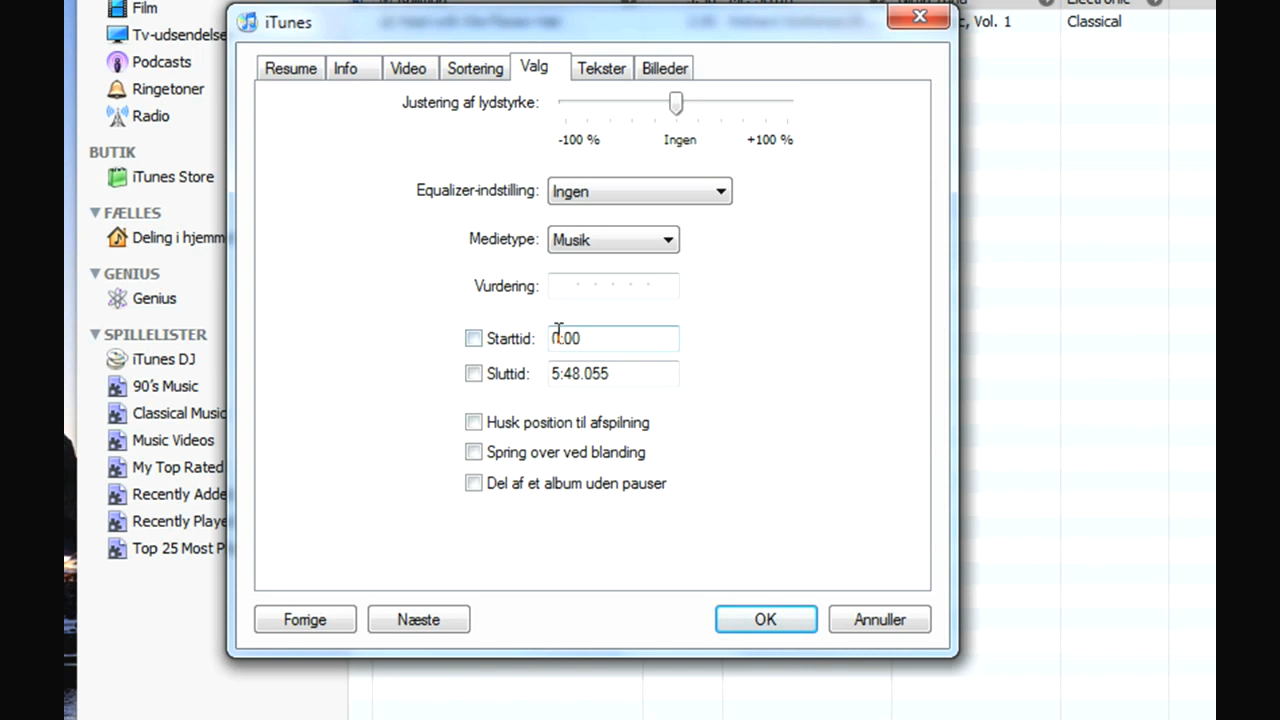 Film
Tv-udsendelse
Podcasts
Ringetoner
Radio
BUTIK
iTunes Store
FÆLLES
Deling i hjemm
GENIUS
Genius
SPILLELISTER
iTunes DJ
90's Music
Classical Music
Music Videos
My Top Rated
Recently Adde
Recently Playe
Top 25 Most P
iTunes
Resume Info Video Sortering Valg Tekster Billeder
Justering af lydstyrke:
-100 % Ingen +100 %
Equalizer-indstilling: Ingen
Medietype: Musik
Vurdering:
Starttid: 0:00
Sluttid: 5:48.055
Husk position til afspilning
Spring over ved blanding
Del af et album uden pauser
Forrige Næste OK Annuller
c, Vol. 1 Classical